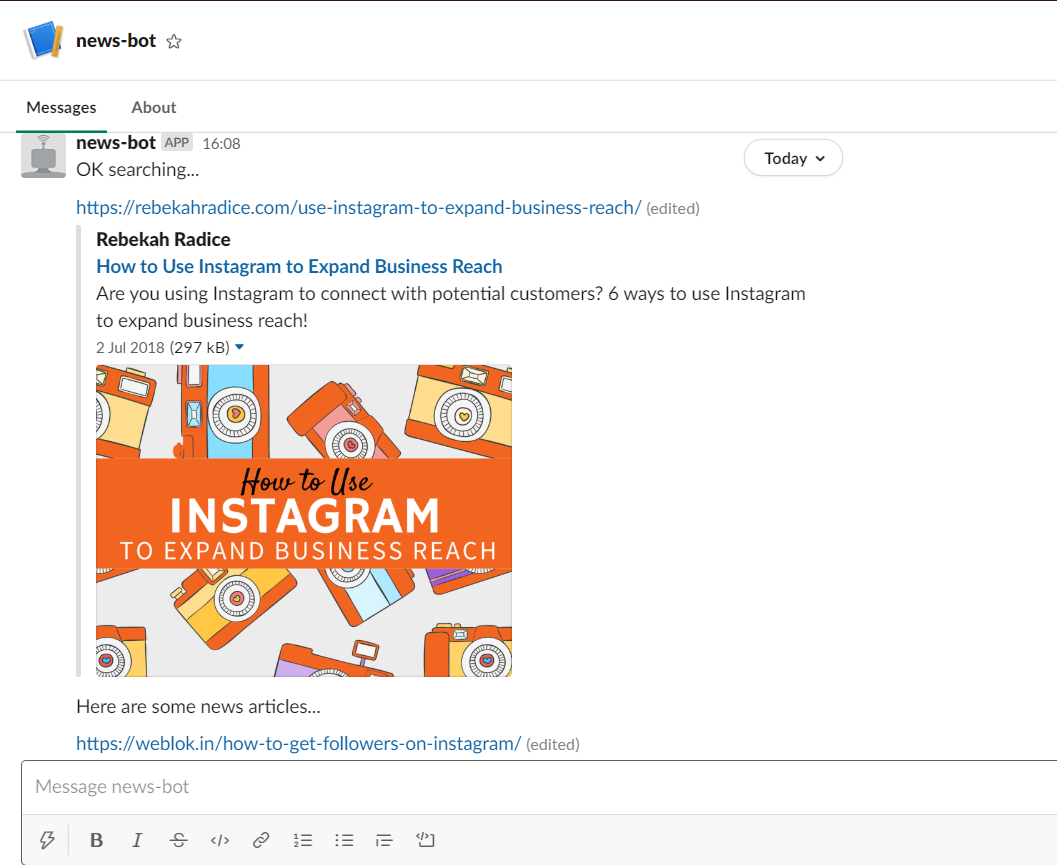 news-bot
Messages About
news-bot APP 16:08
Today
OK searching...
https://rebekahradice.com/use-instagram-to-expand-business-reach/ (edited)
Rebekah Radice
How to Use Instagram to Expand Business Reach
Are you using Instagram to connect with potential customers? 6 ways to use Instagram
to expand business reach!
2 Jul 2018 (297 kB)
How to Use
INSTAGRAM
TO EXPAND BUSINESS REACH
Here are some news articles...
https://weblok.in/how-to-get-followers-on-instagram/ (edited)
Message news-bot
B I S </>